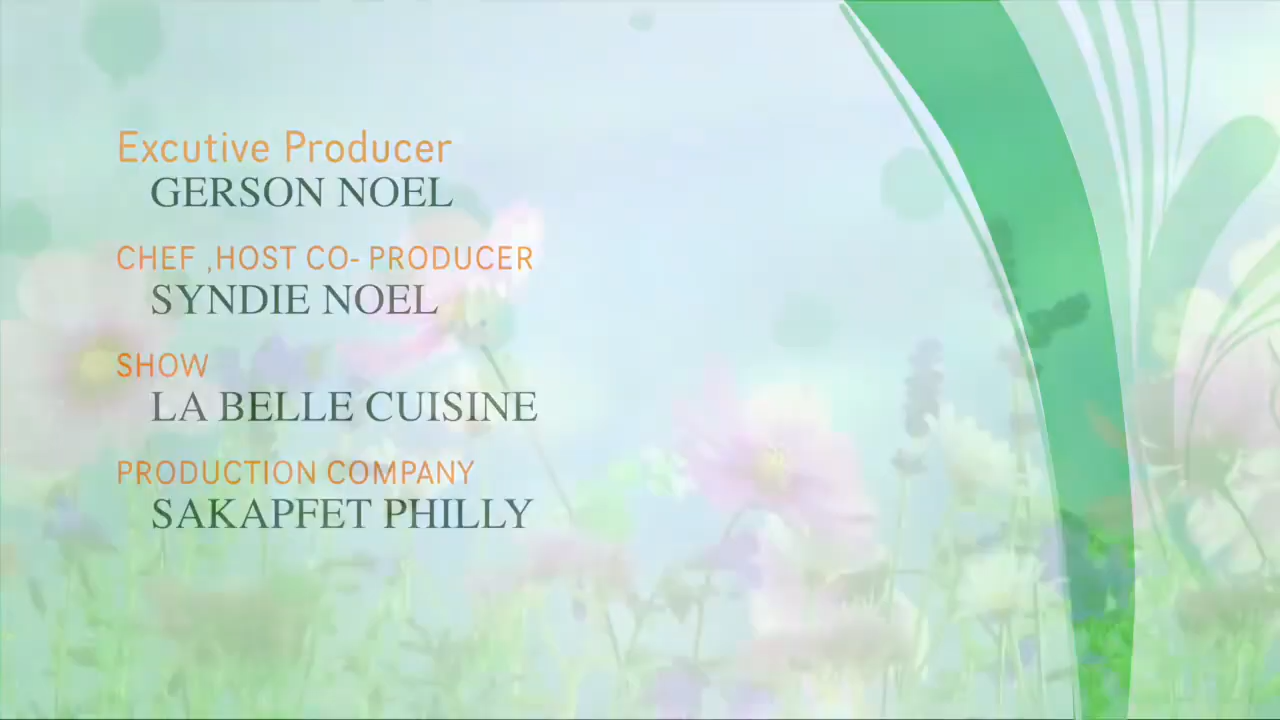 Excutive Producer
GERSON NOEL
CHEF ,HOST CO- PRODUCER
SYNDIE NOEL
SHOW
LA BELLE CUISINE
PRODUCTION COMPANY
SAKAPFET PHILLY